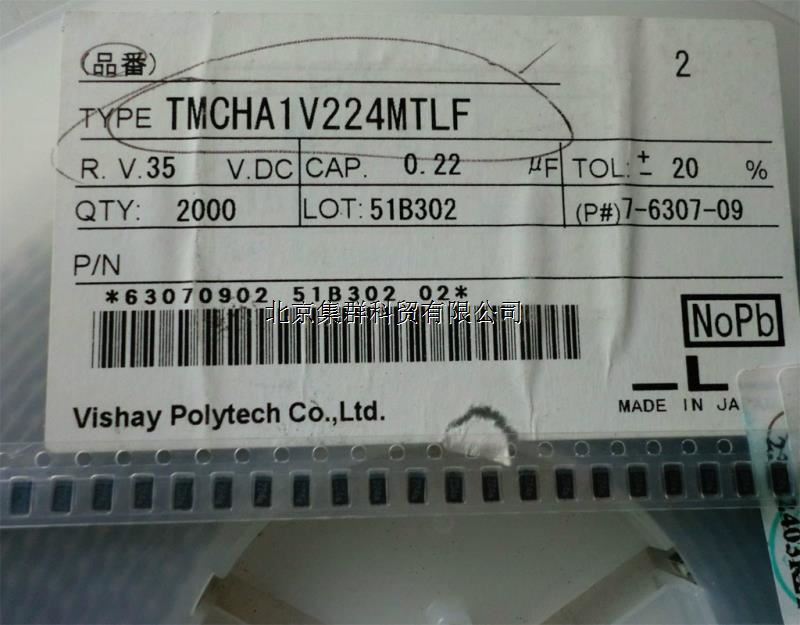 (品番)
2
TYPE TMCHA1V224MTLF
R. V. 35 V.DC CAP. 0.22 μF TOL: ± 20 %
QTY: 2000 LOT: 51B302 (P#) 7-6307-09
P/N
*63070902 51B302 02*
北京集群科贸有限公司
NoPb
L
Vishay Polytech Co.,Ltd.
MADE IN JA